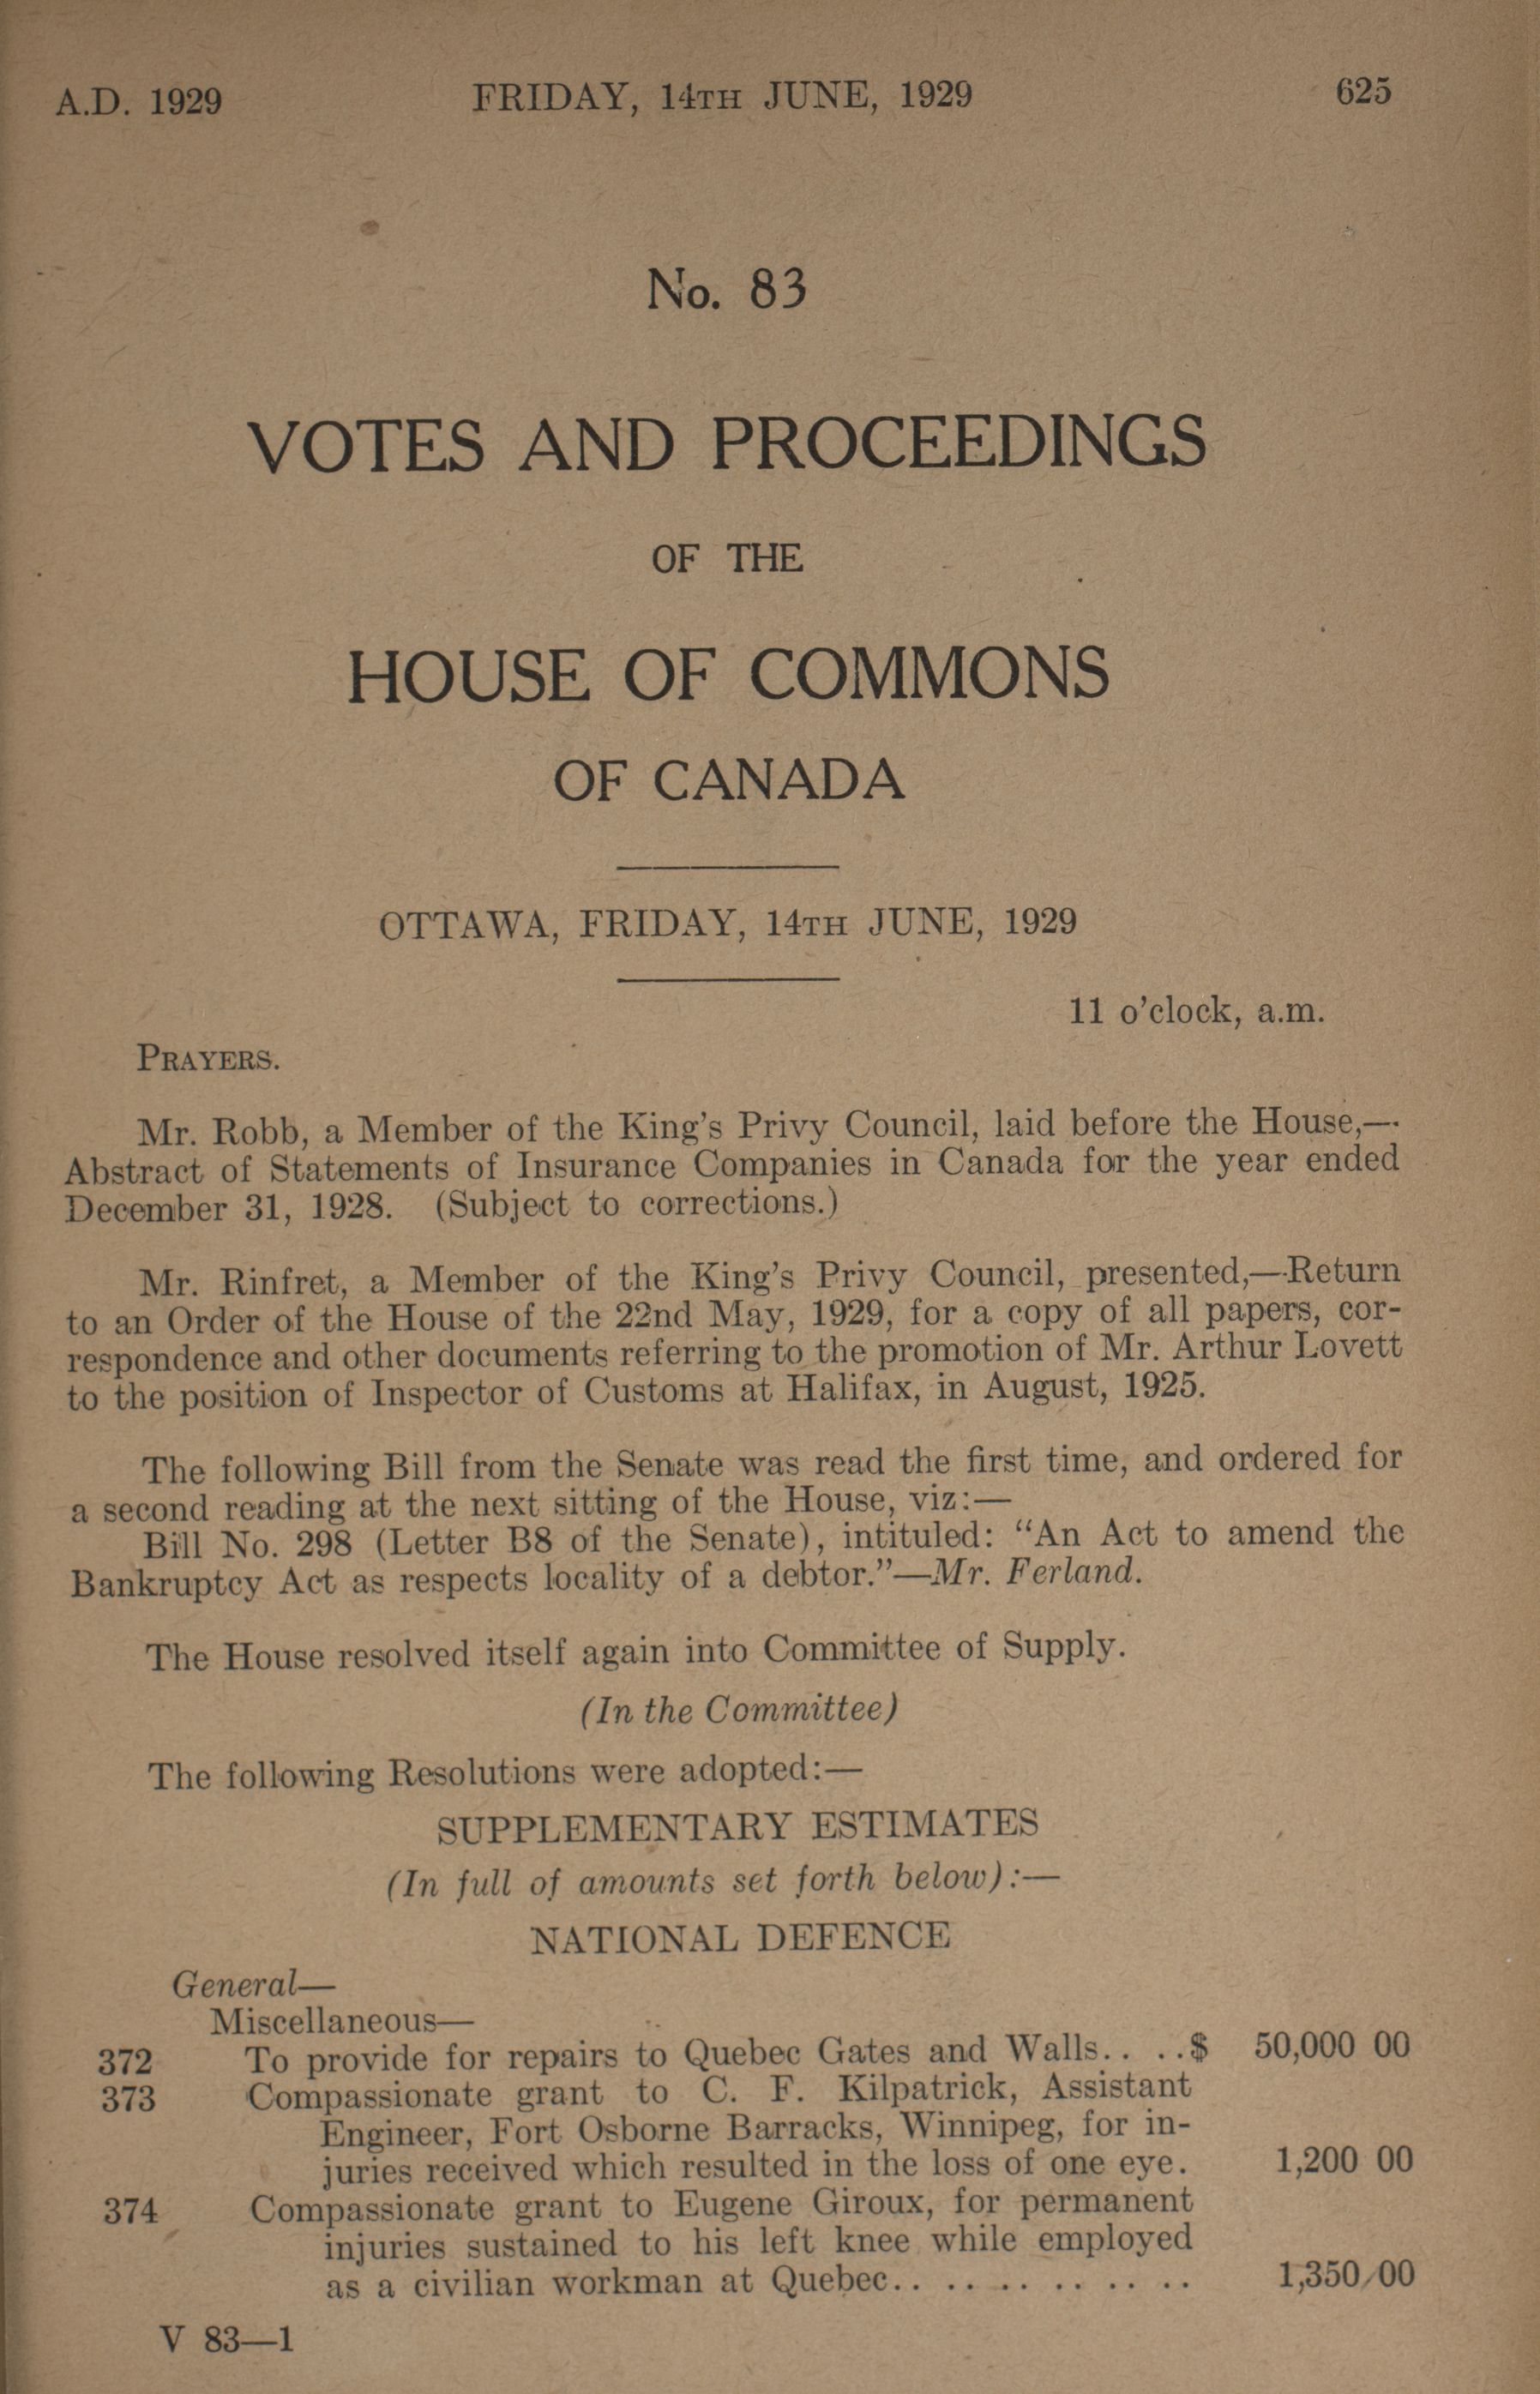 A.D. 1929 FRIDAY, 14TH JUNE, 1929 625
No. 83
VOTES AND PROCEEDINGS
OF THE
HOUSE OF COMMONS
OF CANADA
OTTAWA, FRIDAY, 14TH JUNE, 1929
11 o'clock, a.m.
PRAYERS.
Mr. Robb, a Member of the King's Privy Council, laid before the House,—
Abstract of Statements of Insurance Companies in Canada for the year ended
December 31, 1928. (Subject to corrections.)
Mr. Rinfret, a Member of the King's Privy Council, presented,—Return
to an Order of the House of the 22nd May, 1929, for a copy of all papers, cor-
respondence and other documents referring to the promotion of Mr. Arthur Lovett
to the position of Inspector of Customs at Halifax, in August, 1925.
The following Bill from the Senate was read the first time, and ordered for
a second reading at the next sitting of the House, viz:—
Bill No. 298 (Letter B8 of the Senate), intituled: "An Act to amend the
Bankruptcy Act as respects locality of a debtor."—Mr. Ferland.
The House resolved itself again into Committee of Supply.
(In the Committee)
The following Resolutions were adopted:—
SUPPLEMENTARY ESTIMATES
(In full of amounts set forth below):—
NATIONAL DEFENCE
General—
Miscellaneous—
372 To provide for repairs to Quebec Gates and Walls.. ..$ 50,000 00
373 Compassionate grant to C. F. Kilpatrick, Assistant
Engineer, Fort Osborne Barracks, Winnipeg, for in-
juries received which resulted in the loss of one eye. 1,200 00
374 Compassionate grant to Eugene Giroux, for permanent
injuries sustained to his left knee while employed
as a civilian workman at Quebec.. .. .. .. .. .. 1,350 00
V 83—1